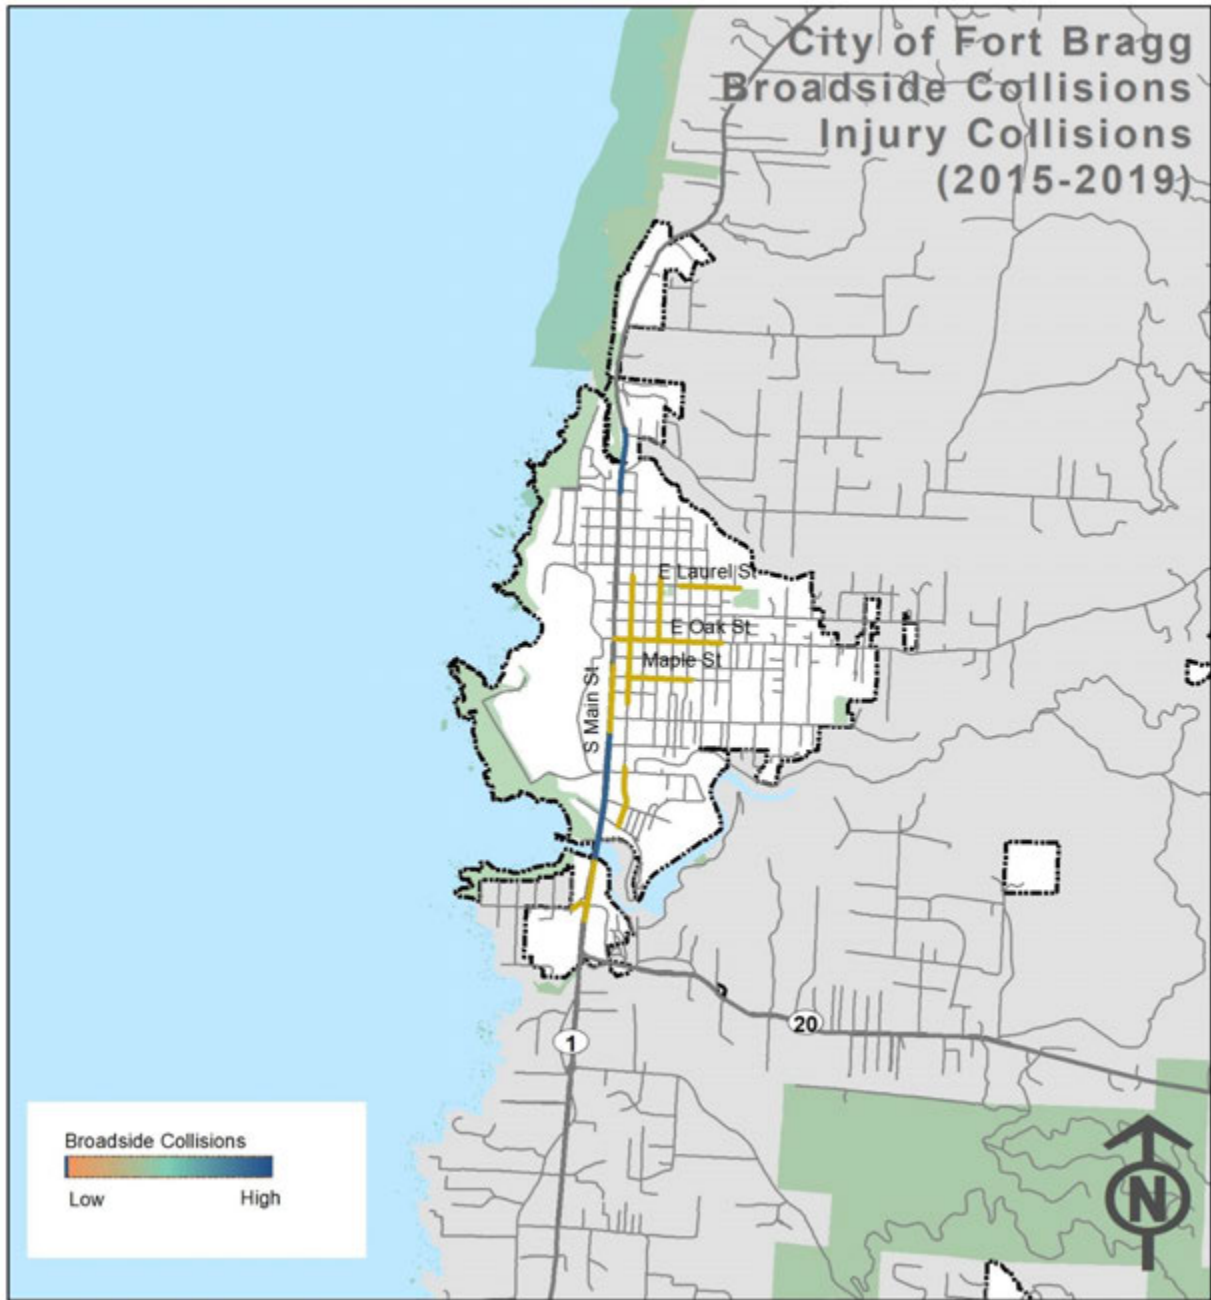 City of Fort Bragg
Broadside Collisions
Injury Collisions
(2015-2019)
E Laurel St
E Oak St
Maple St
S Main St
20
1
Broadside Collisions
Low
High
N